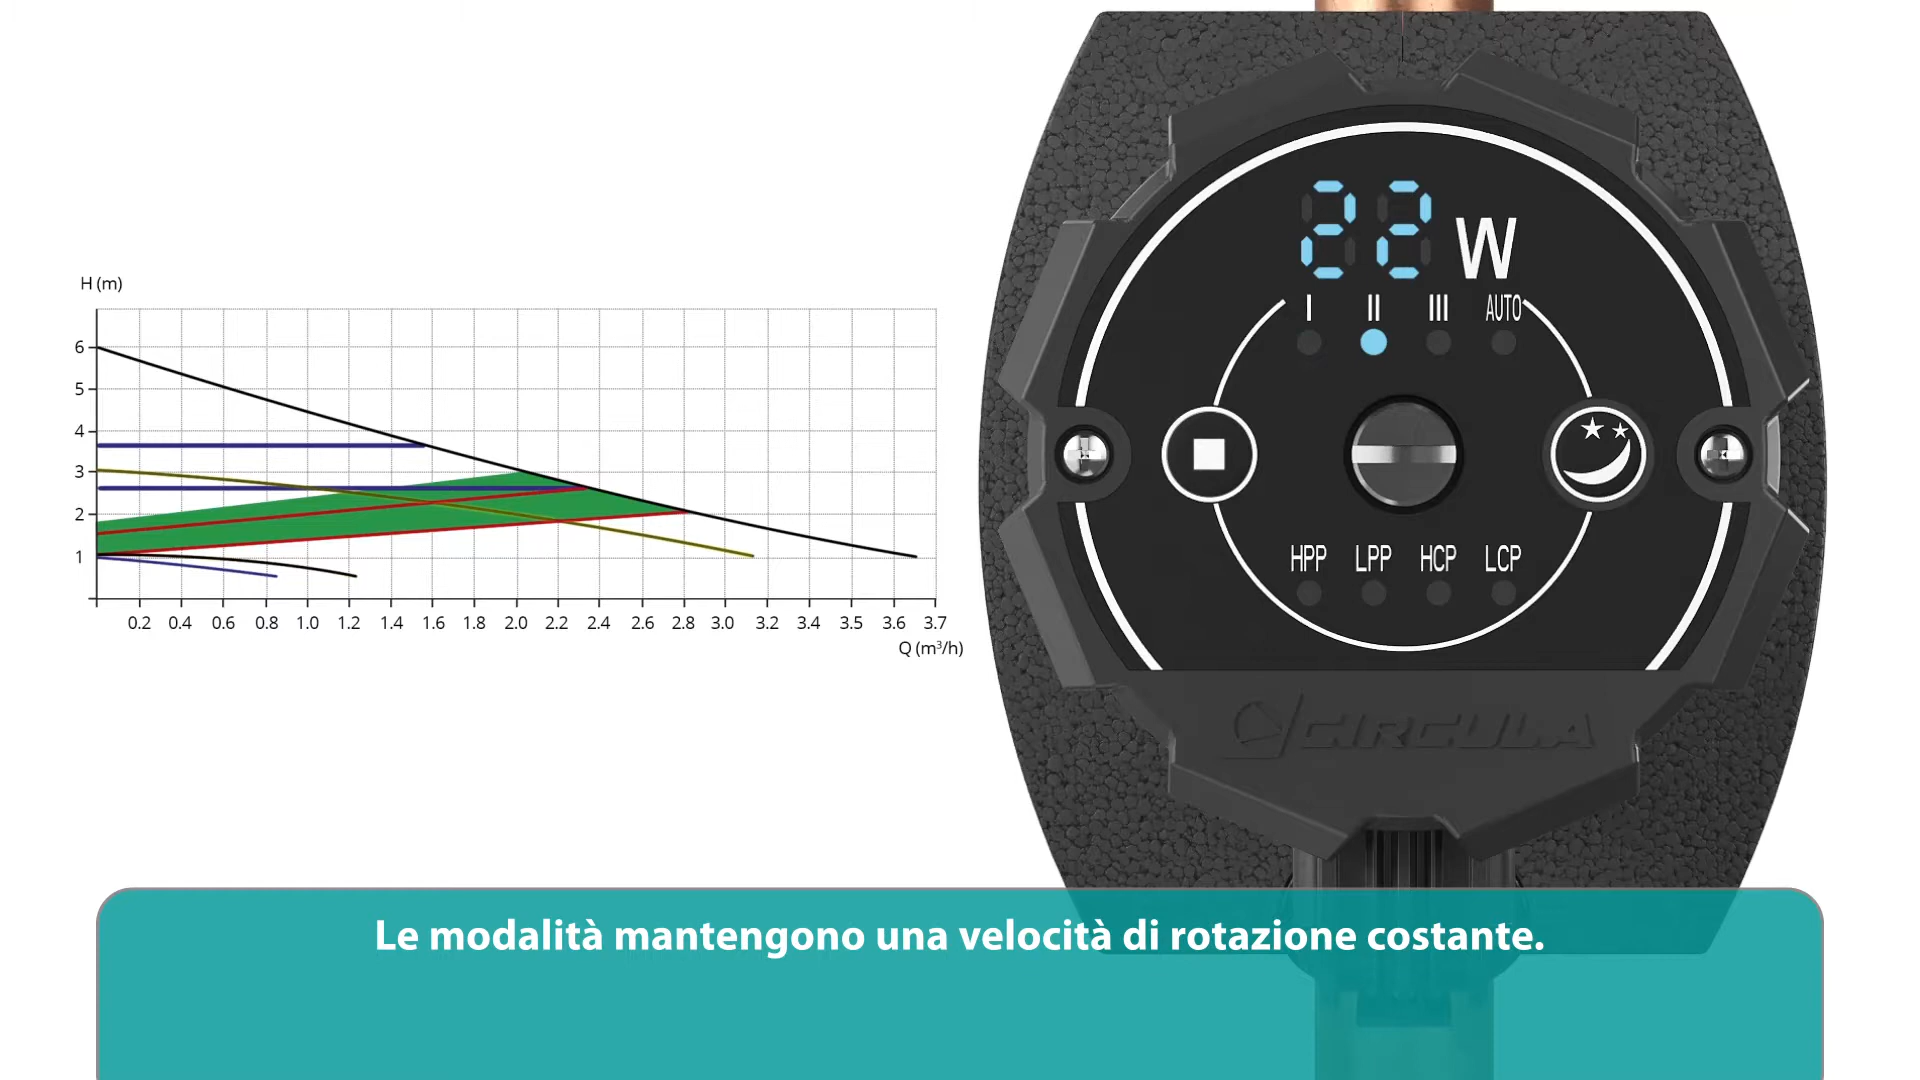 H (m)
6
5
4
3
2
1
0.2 0.4 0.6 0.8 1.0 1.2 1.4 1.6 1.8 2.0 2.2 2.4 2.6 2.8 3.0 3.2 3.4 3.5 3.6 3.7
Q (m³/h)
22 W
I II III AUTO
HPP LPP HCP LCP
CIRCULA
Le modalità mantengono una velocità di rotazione costante.